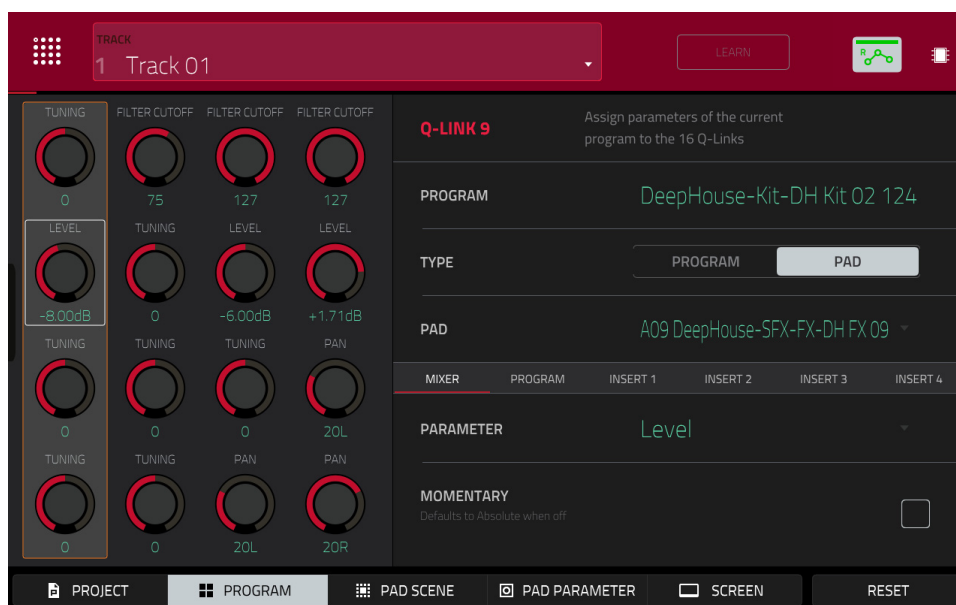 TRACK
1 Track 01
LEARN
R
TUNING FILTER CUTOFF FILTER CUTOFF FILTER CUTOFF
0 75 127 127
LEVEL TUNING LEVEL LEVEL
-8.00dB 0 -6.00dB +1.71dB
TUNING TUNING TUNING PAN
0 0 0 20L
TUNING TUNING PAN PAN
0 0 20L 20R
Q-LINK 9
Assign parameters of the current
program to the 16 Q-Links
PROGRAM DeepHouse-Kit-DH Kit 02 124
TYPE PROGRAM PAD
PAD A09 DeepHouse-SFX-FX-DH FX 09
MIXER PROGRAM INSERT 1 INSERT 2 INSERT 3 INSERT 4
PARAMETER Level
MOMENTARY
Defaults to Absolute when off
P PROJECT PROGRAM PAD SCENE PAD PARAMETER SCREEN RESET